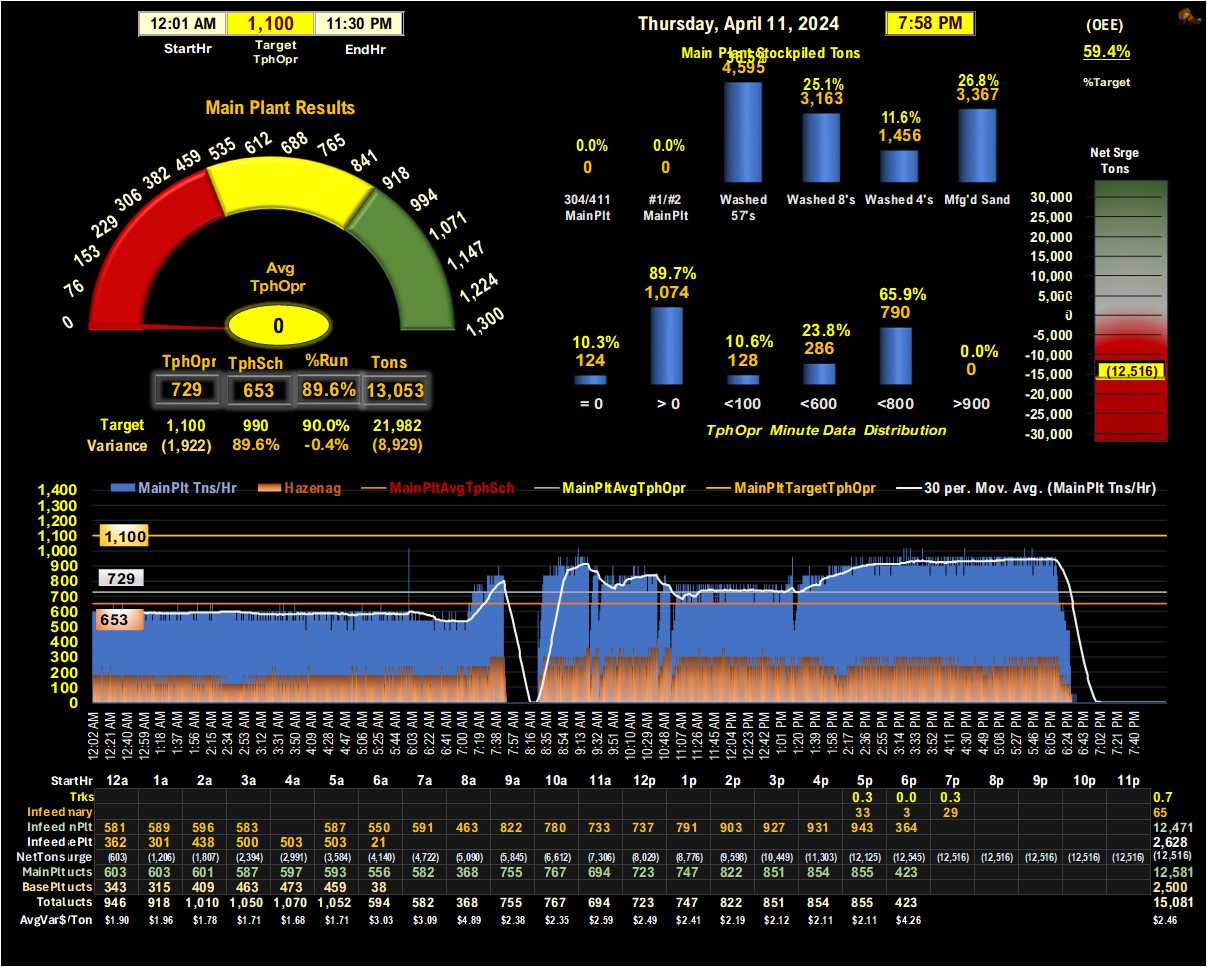 12:01 AM 1,100 11:30 PM
StartHr Target TphOpr EndHr
Thursday, April 11, 2024 7:58 PM
(OEE)
59.4%
%Target
Main Plant Stockpiled Tons
4,595
25.1% 26.8%
3,163 3,367
11.6%
1,456
0.0% 0.0%
0 0
304/411 MainPlt #1/#2 MainPlt Washed 57's Washed 8's Washed 4's Mfg'd Sand
Main Plant Results
0 76 153 229 306 382 459 535 612 688 765 841 918 994 1,071 1,147 1,224 1,300
Avg
TphOpr
0
TphOpr TphSch %Run Tons
729 653 89.6% 13,053
Target 1,100 990 90.0% 21,982
Variance (1,922) 89.6% -0.4% (8,929)
10.3% 89.7% 10.6% 23.8% 65.9% 0.0%
124 1,074 128 286 790 0
= 0 > 0 <100 <600 <800 >900
TphOpr Minute Data Distribution
Net Srge
Tons
30,000
25,000
20,000
15,000
10,000
5,000
0
-5,000
-10,000
(12,516)
-15,000
-20,000
-25,000
-30,000
MainPlt Tns/Hr Hazenag MainPltAvgTphSch MainPltAvgTphOpr MainPltTargetTphOpr 30 per. Mov. Avg. (MainPlt Tns/Hr)
1,400
1,300
1,200
1,100
1,000
900
800
700
600
500
400
300
200
100
0
1,100
729
653
12:02 AM 12:21 AM 12:40 AM 12:59 AM 1:18 AM 1:37 AM 1:56 AM 2:15 AM 2:34 AM 2:53 AM 3:12 AM 3:31 AM 3:50 AM 4:09 AM 4:28 AM 4:47 AM 5:06 AM 5:25 AM 5:44 AM 6:03 AM 6:22 AM 6:41 AM 7:00 AM 7:19 AM 7:38 AM 7:57 AM 8:16 AM 8:35 AM 8:54 AM 9:13 AM 9:32 AM 9:51 AM 10:10 AM 10:29 AM 10:48 AM 11:07 AM 11:26 AM 11:45 AM 12:04 PM 12:23 PM 12:42 PM 1:01 PM 1:20 PM 1:39 PM 1:58 PM 2:17 PM 2:36 PM 2:55 PM 3:14 PM 3:33 PM 3:52 PM 4:11 PM 4:30 PM 4:49 PM 5:08 PM 5:27 PM 5:46 PM 6:05 PM 6:24 PM 6:43 PM 7:02 PM 7:21 PM 7:40 PM
StartHr 12a 1a 2a 3a 4a 5a 6a 7a 8a 9a 10a 11a 12p 1p 2p 3p 4p 5p 6p 7p 8p 9p 10p 11p
Trks 0.3 0.0 0.3 0.7
Infeed mary 33 3 29 65
Infeed nPlt 581 589 596 583 587 550 591 463 822 780 733 737 791 903 927 931 943 364 12,471
Infeed ePlt 362 301 438 500 503 503 21 2,628
NetTons urge (603) (1,206) (1,807) (2,394) (2,991) (3,584) (4,140) (4,722) (5,090) (5,845) (6,612) (7,306) (8,029) (8,776) (9,598) (10,449) (11,303) (12,125) (12,545) (12,516) (12,516) (12,516) (12,516) (12,516) (12,516)
MainPlt ucts 603 603 601 587 597 593 556 582 368 755 767 694 723 747 822 851 854 855 423 12,581
BasePlt ucts 343 315 409 463 473 459 38 2,500
Total ucts 946 918 1,010 1,050 1,070 1,052 594 582 368 755 767 694 723 747 822 851 854 855 423 15,081
AvgVar$/Ton $1.90 $1.96 $1.78 $1.71 $1.68 $1.71 $3.03 $3.09 $4.89 $2.38 $2.35 $2.59 $2.49 $2.41 $2.19 $2.12 $2.11 $2.11 $4.26 $2.46